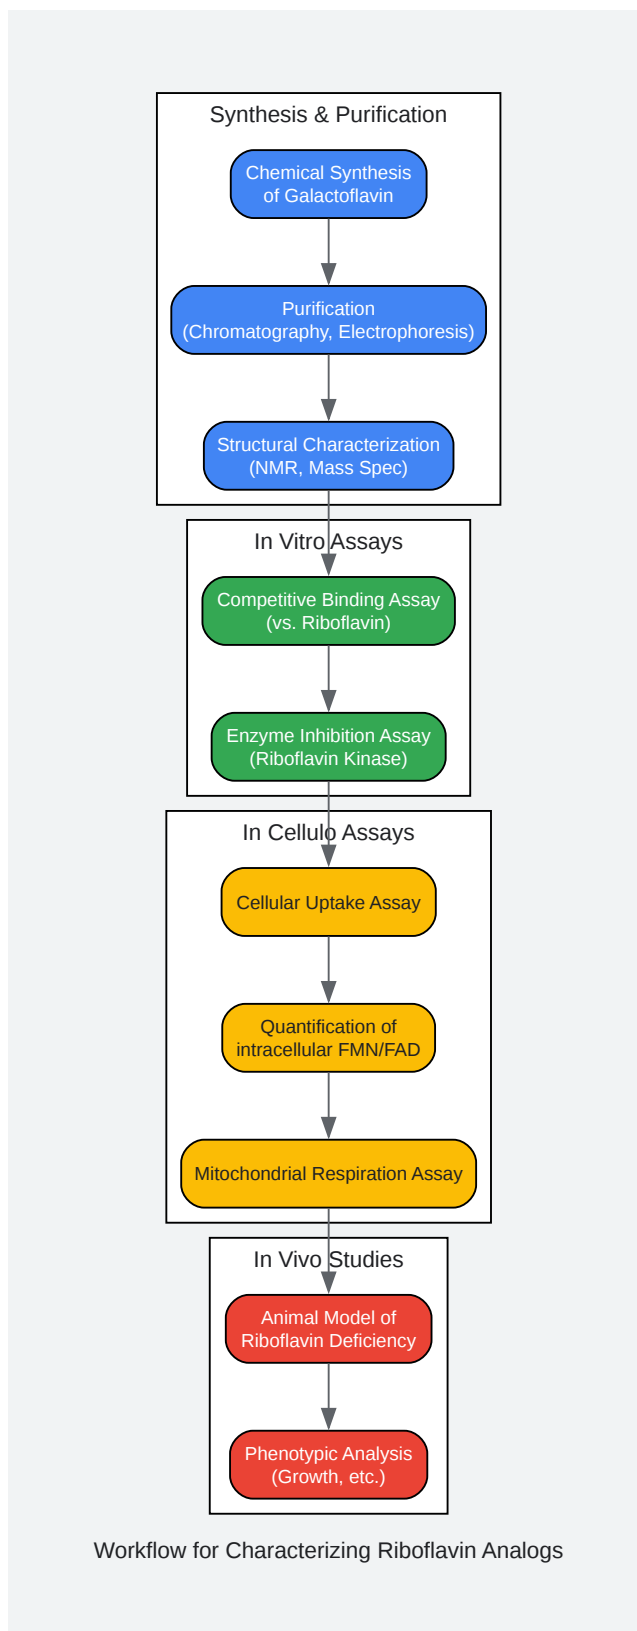 Synthesis & Purification
Chemical Synthesis
of Galactoflavin
Purification
(Chromatography, Electrophoresis)
Structural Characterization
(NMR, Mass Spec)
In Vitro Assays
Competitive Binding Assay
(vs. Riboflavin)
Enzyme Inhibition Assay
(Riboflavin Kinase)
In Cellulo Assays
Cellular Uptake Assay
Quantification of
intracellular FMN/FAD
Mitochondrial Respiration Assay
In Vivo Studies
Animal Model of
Riboflavin Deficiency
Phenotypic Analysis
(Growth, etc.)
Workflow for Characterizing Riboflavin Analogs